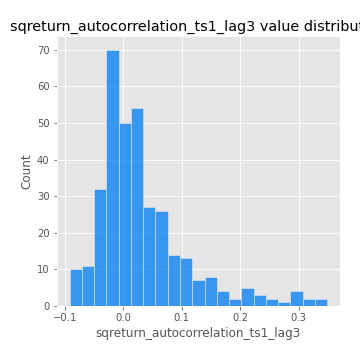 sqreturn_autocorrelation_ts1_lag3 value distribut
70
60
50
40
30
20
10
0
Count
−0.1 0.0 0.1 0.2 0.3
sqreturn_autocorrelation_ts1_lag3